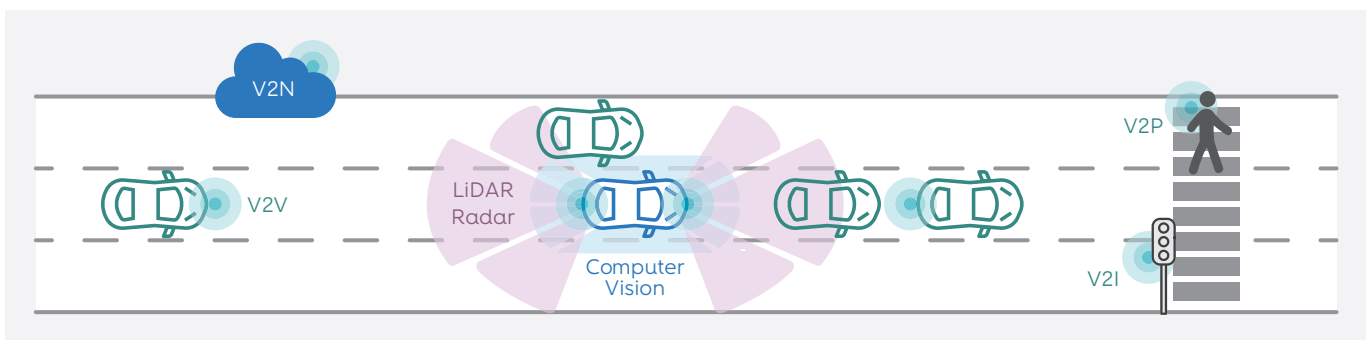 V2N
V2P
LiDAR
Radar
V2V
Computer
Vision
V2I